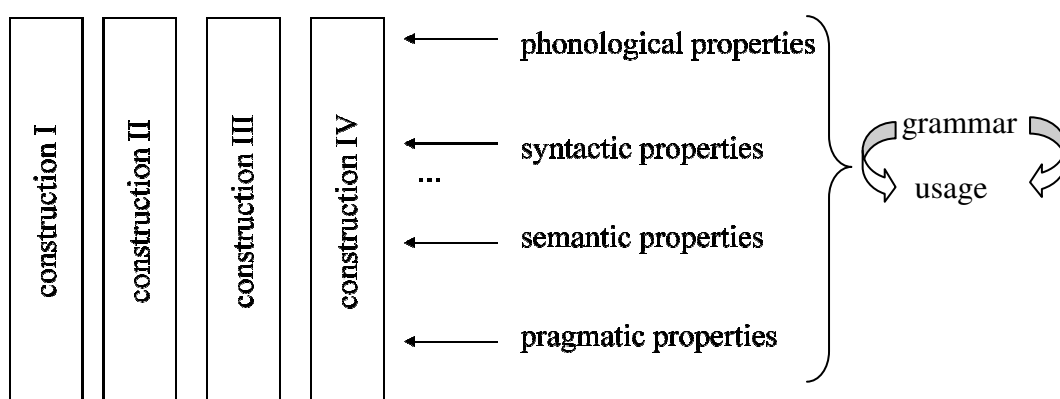 construction I
construction II
construction III
construction IV
phonological properties
syntactic properties
...
semantic properties
pragmatic properties
grammar
usage